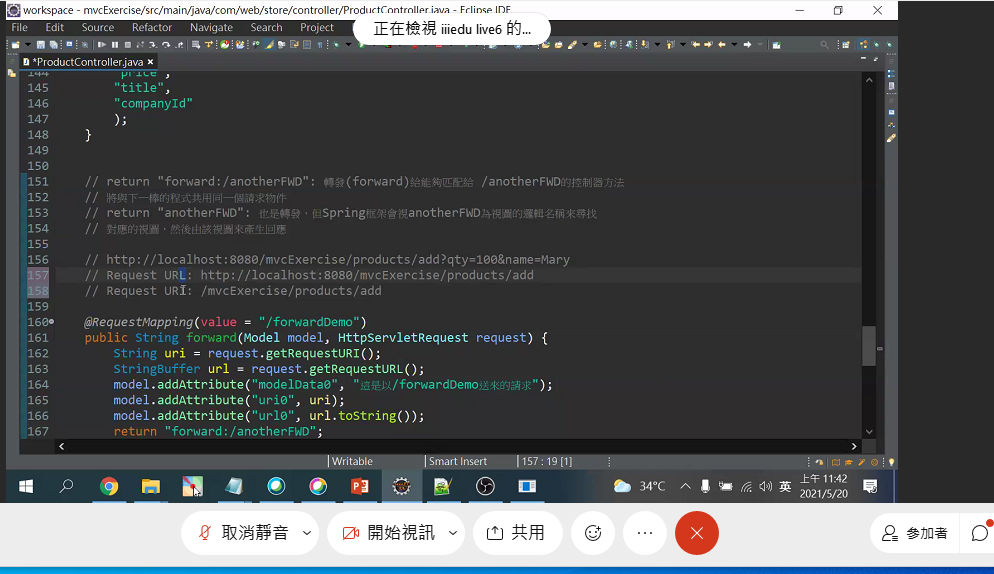 workspace - mvcExercise/src/main/java/com/web/store/controller/ProductController.java - Eclipse IDE
正在檢視 iiiedu live6 的...
File Edit Source Refactor Navigate Search Project
*ProductController.java
144 "price",
145 "title",
146 "companyId"
147 );
148 }
149
150
151 // return "forward:/anotherFWD": 轉發(forward)給能夠匹配給 /anotherFWD的控制器方法
152 // 將與下一棒的程式共用同一個請求物件
153 // return "anotherFWD": 也是轉發，但Spring框架會視anotherFWD為視圖的邏輯名稱來尋找
154 // 對應的視圖，然後由該視圖來產生回應
155
156 // http://localhost:8080/mvcExercise/products/add?qty=100&name=Mary
157 // Request URL: http://localhost:8080/mvcExercise/products/add
158 // Request URI: /mvcExercise/products/add
159
160 @RequestMapping(value = "/forwardDemo")
161 public String forward(Model model, HttpServletRequest request) {
162 String uri = request.getRequestURI();
163 StringBuffer url = request.getRequestURL();
164 model.addAttribute("modelData0", "這是以/forwardDemo送來的請求");
165 model.addAttribute("uri0", uri);
166 model.addAttribute("url0", url.toString());
167 return "forward:/anotherFWD";
Writable Smart Insert 157 : 19 [1]
34°C 英 上午 11:42
2021/5/20
取消靜音 開始視訊 共用 參加者